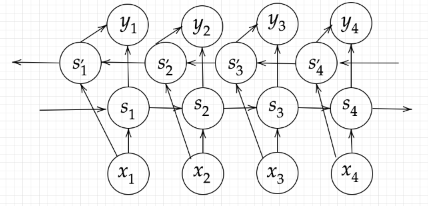 y₁ y₂ y₃ y₄
s'₁ s'₂ s'₃ s'₄
s₁ s₂ s₃ s₄
x₁ x₂ x₃ x₄